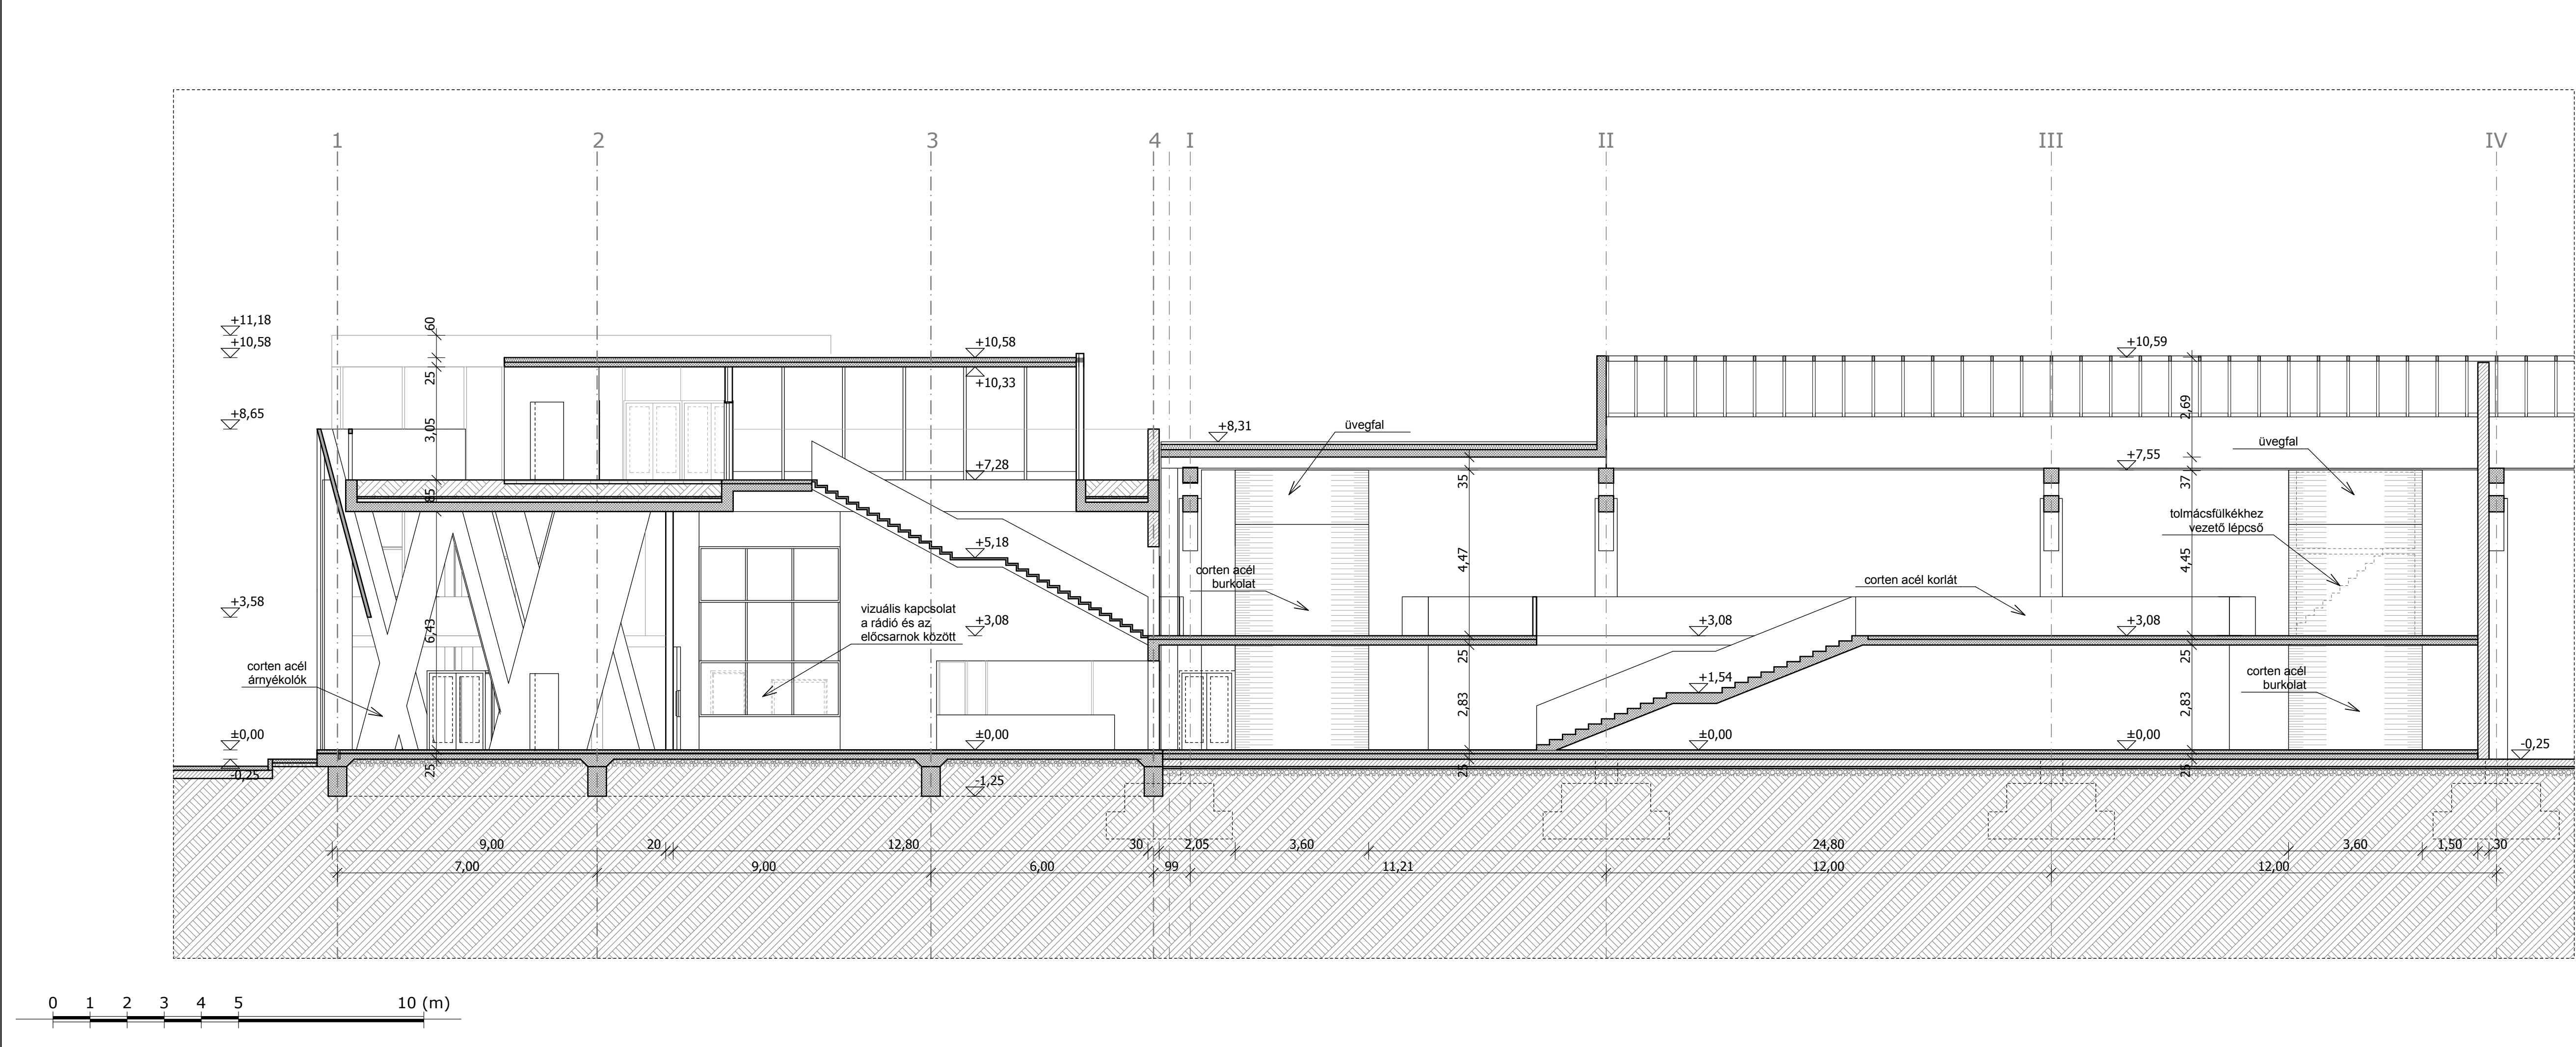 1 2 3 4 I II III IV
+11,18
+10,58
+8,65
+3,58
±0,00
-0,25
60
25
3,05
85
6,43
25
+10,58
+10,33
+7,28
+5,18
+3,08
±0,00
-1,25
corten acél
árnyékolók
vizuális kapcsolat
a rádió és az
előcsarnok között
+8,31
üvegfal
corten acél
burkolat
35
4,47
25
2,83
25
+3,08
+1,54
±0,00
corten acél korlát
+10,59
+7,55
+3,08
±0,00
2,69
37
4,45
25
2,83
25
üvegfal
tolmácsfülkékhez
vezető lépcső
corten acél
burkolat
-0,25
9,00 20 12,80 30 2,05 3,60 24,80 3,60 1,50 30
7,00 9,00 6,00 99 11,21 12,00 12,00
0 1 2 3 4 5 10 (m)